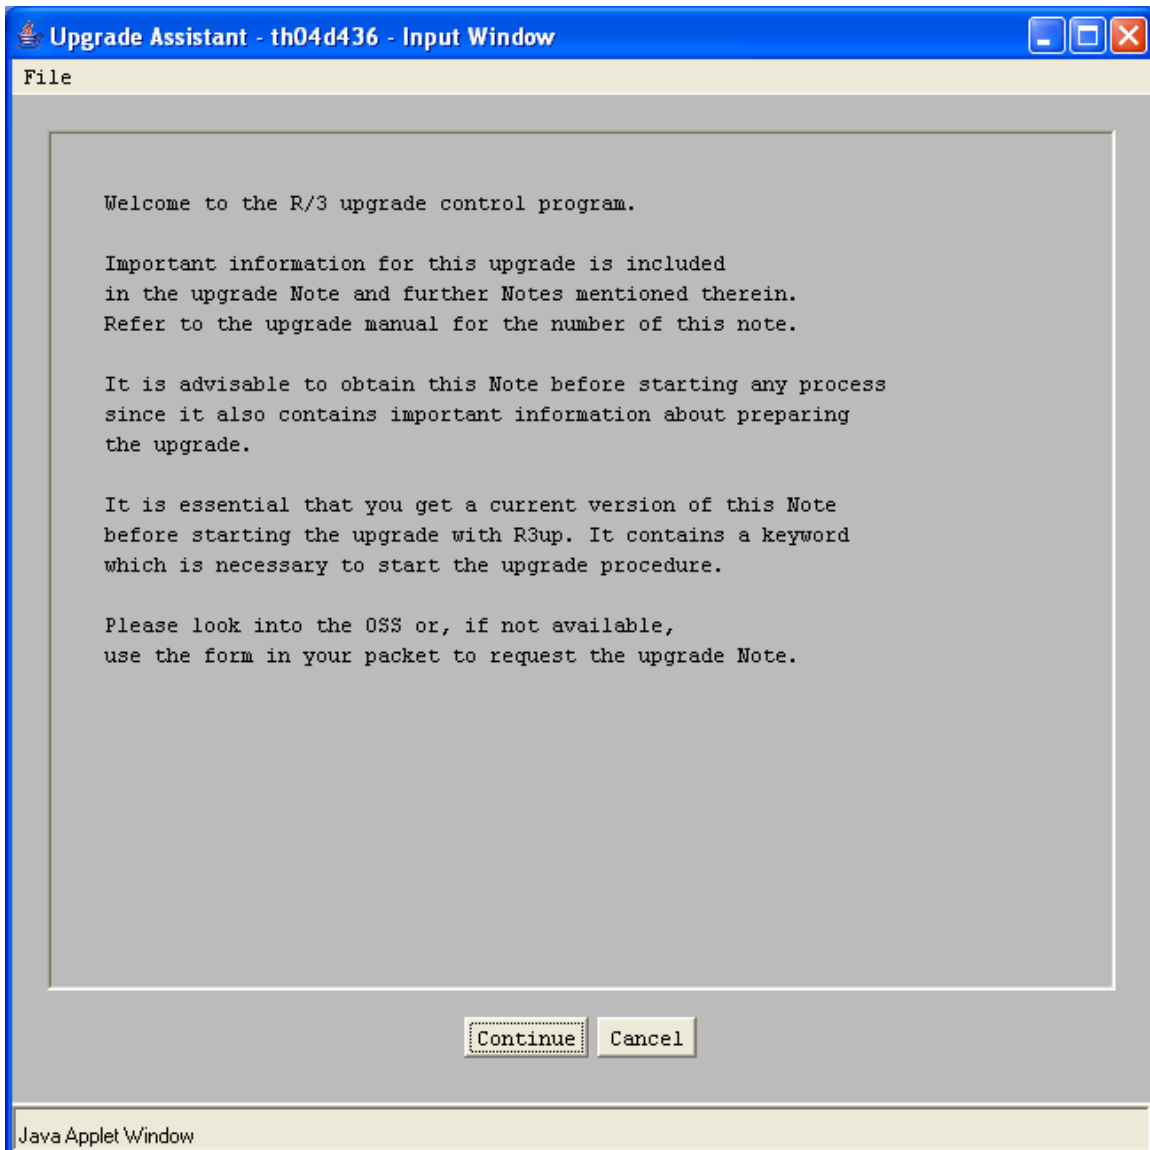 Upgrade Assistant - th04d436 - Input Window
File
Welcome to the R/3 upgrade control program.
Important information for this upgrade is included
in the upgrade Note and further Notes mentioned therein.
Refer to the upgrade manual for the number of this note.
It is advisable to obtain this Note before starting any process
since it also contains important information about preparing
the upgrade.
It is essential that you get a current version of this Note
before starting the upgrade with R3up. It contains a keyword
which is necessary to start the upgrade procedure.
Please look into the OSS or, if not available,
use the form in your packet to request the upgrade Note.
Continue Cancel
Java Applet Window